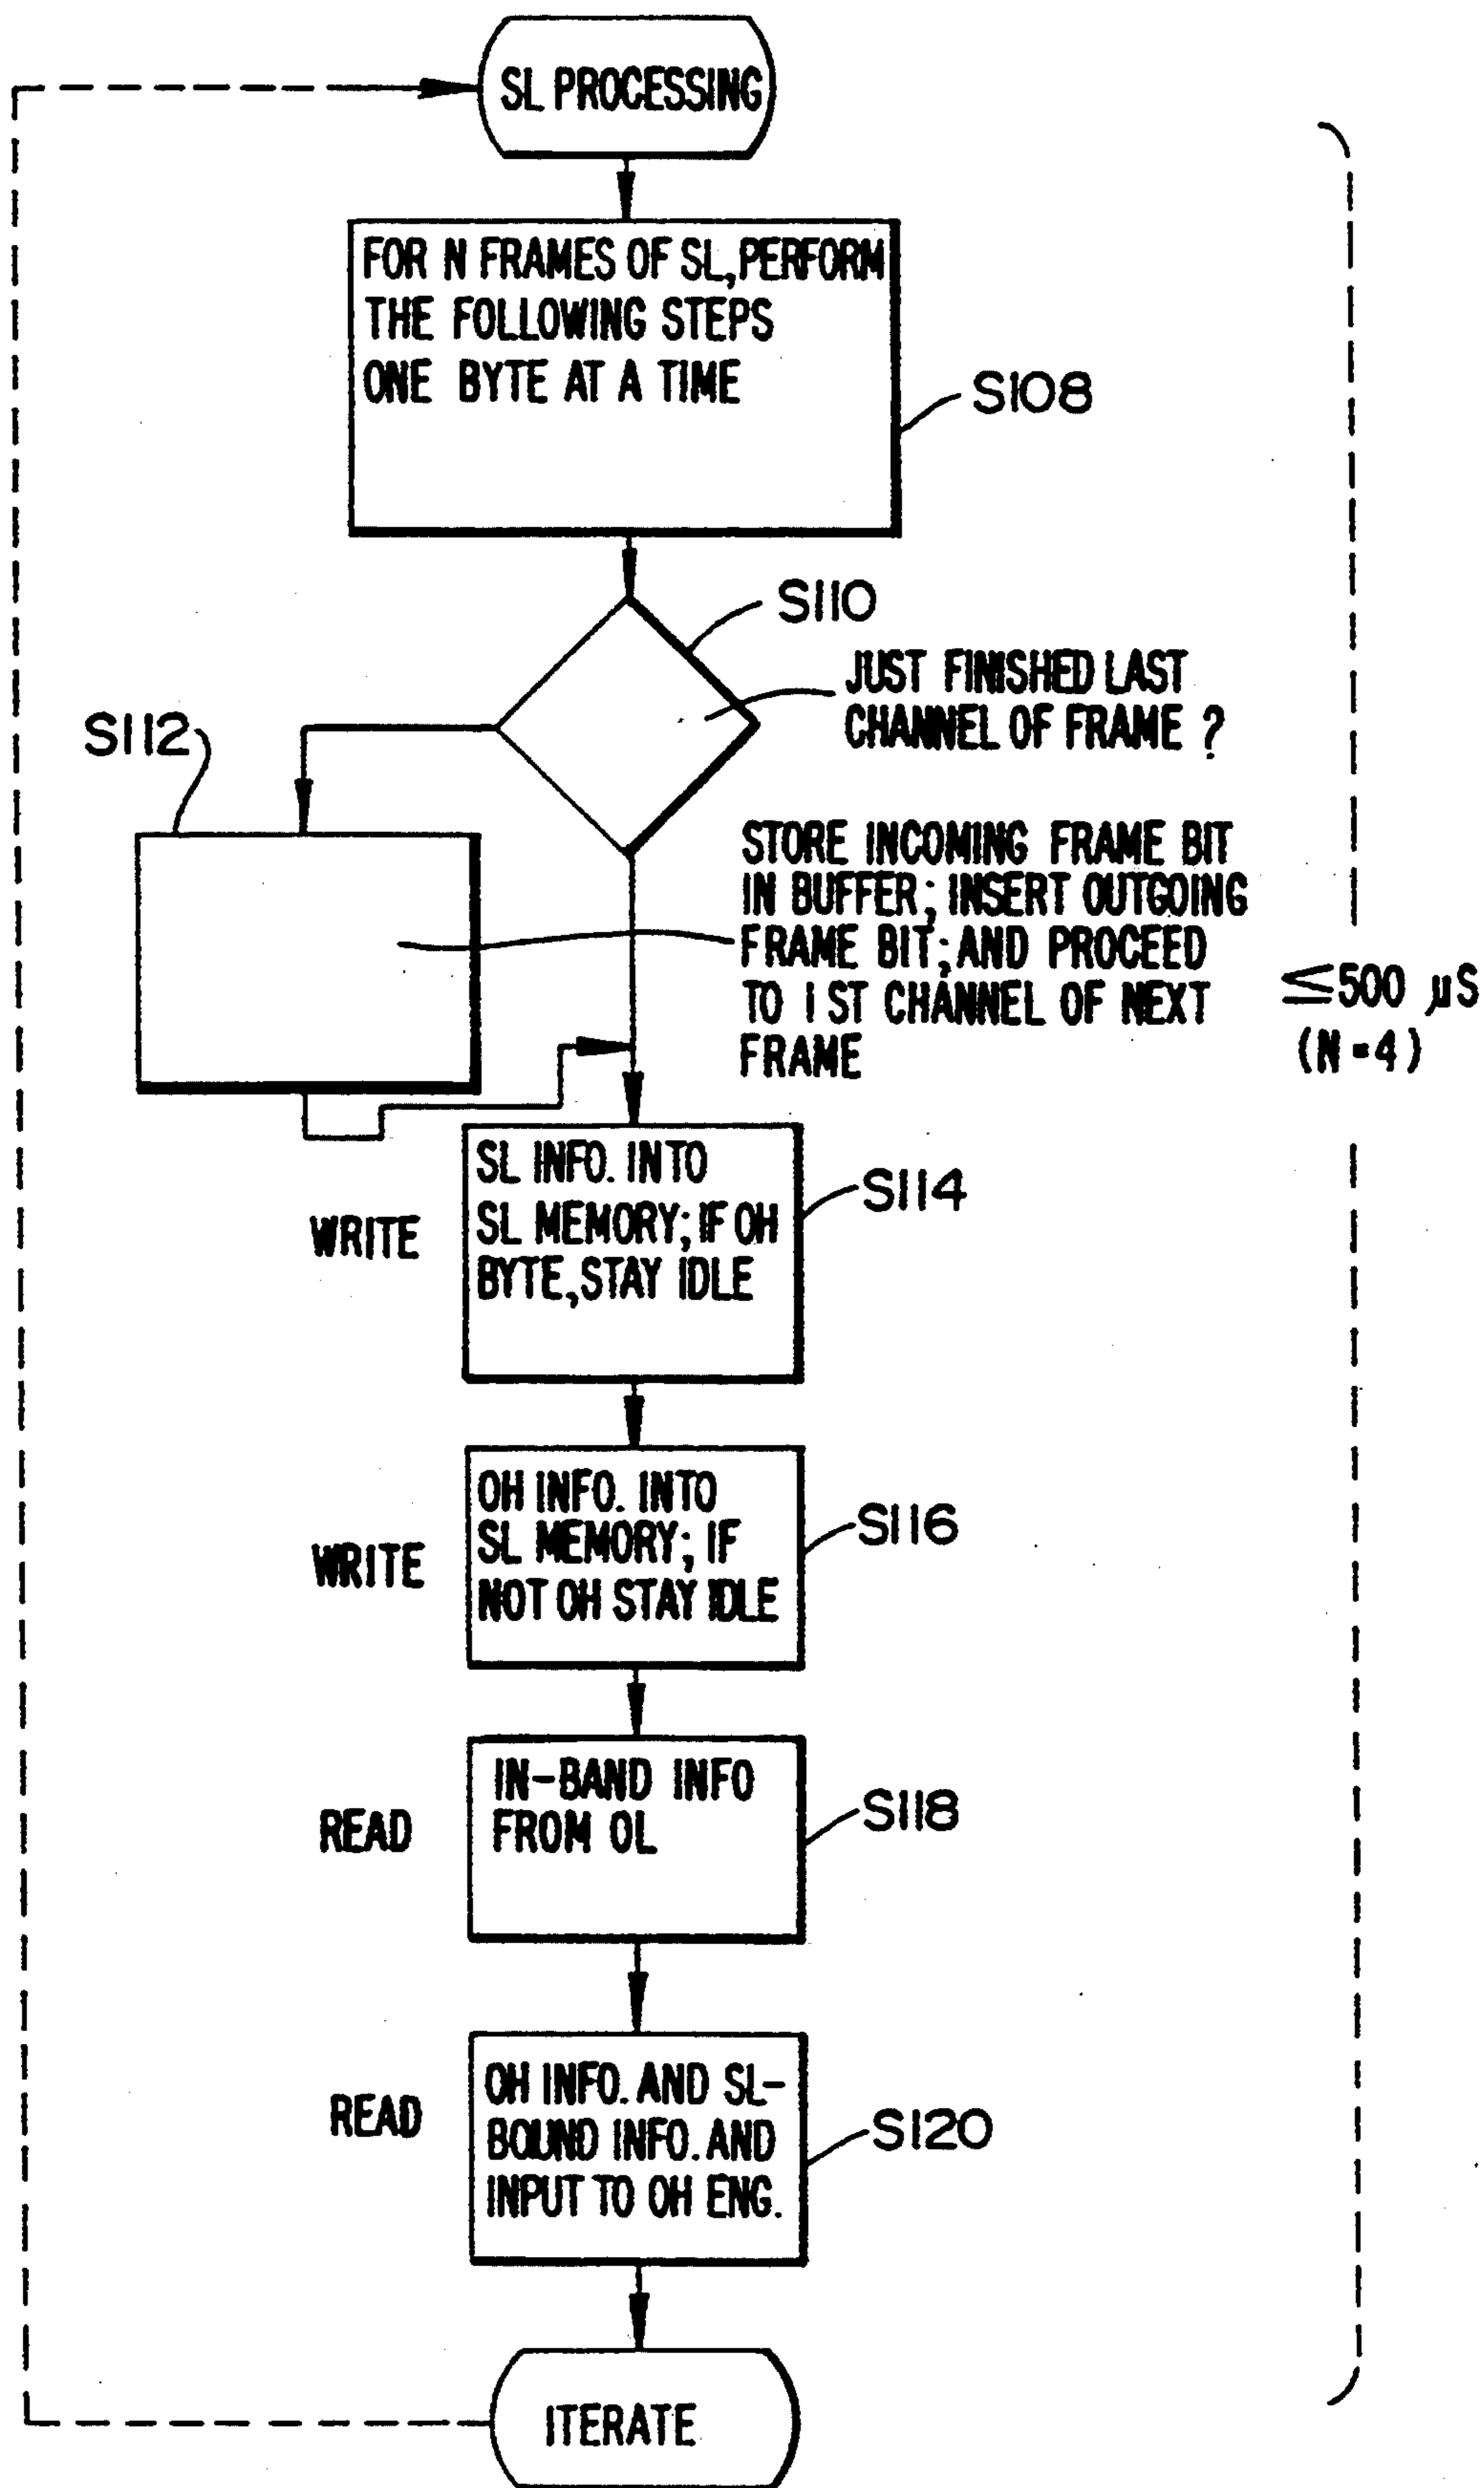 SL PROCESSING
FOR N FRAMES OF SL, PERFORM
THE FOLLOWING STEPS
ONE BYTE AT A TIME
S108
S110
JUST FINISHED LAST
CHANNEL OF FRAME ?
S112
STORE INCOMING FRAME BIT
IN BUFFER; INSERT OUTGOING
FRAME BIT; AND PROCEED
TO 1ST CHANNEL OF NEXT
FRAME
≦500 µS
(N=4)
WRITE
SL INFO. INTO
SL MEMORY; IF OH
BYTE, STAY IDLE
S114
WRITE
OH INFO. INTO
SL MEMORY; IF
NOT OH STAY IDLE
S116
READ
IN-BAND INFO
FROM OL
S118
READ
OH INFO. AND SL-
BOUND INFO. AND
INPUT TO OH ENG.
S120
ITERATE